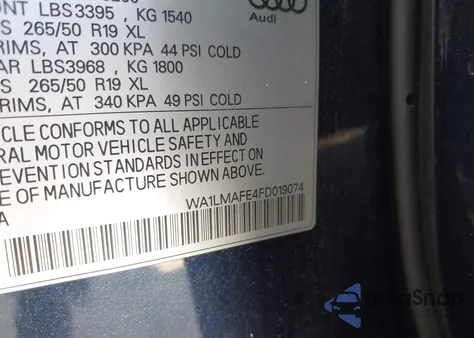 ONT LBS3395 , KG 1540
Audi
S 265/50 R19 XL
RIMS, AT 300 KPA 44 PSI COLD
AR LBS3968 , KG 1800
S 265/50 R19 XL
RIMS, AT 340 KPA 49 PSI COLD
ICLE CONFORMS TO ALL APPLICABLE
RAL MOTOR VEHICLE SAFETY AND
EVENTION STANDARDS IN EFFECT
E OF MANUFACTURE SHOWN ABOVE.
A
WA1LMAFE4FD019074
AutoSnap